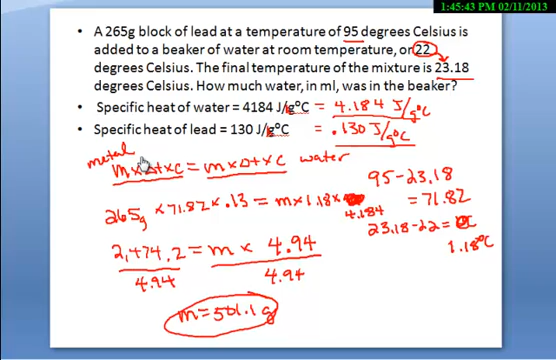 1:45:43 PM 02/11/2013
• A 265g block of lead at a temperature of 95 degrees Celsius is
added to a beaker of water at room temperature, or 22
degrees Celsius. The final temperature of the mixture is 23.18
degrees Celsius. How much water, in ml, was in the beaker?
• Specific heat of water = 4184 J/g°C = 4.184 J/g°C
• Specific heat of lead = 130 J/g°C = .130 J/g°C
metal
m x Δt x C = m x Δt x C water
95-23.18
= 71.82
265g x 71.82 x .13 = m x 1.18 x
4.184
23.18-22 =
1.18°C
2,474.2 = m x 4.94
4.94 4.94
m = 501.1 g